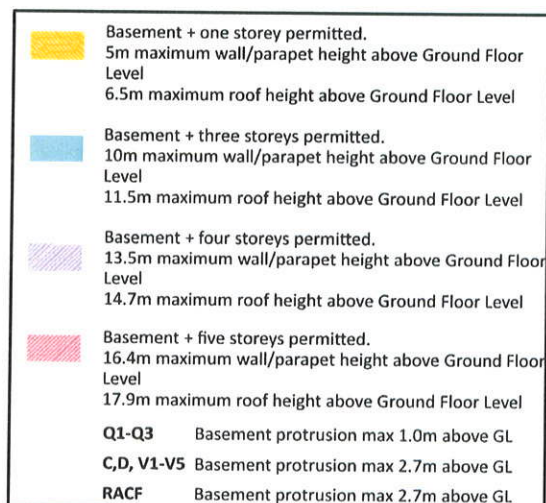 Basement + one storey permitted.
5m maximum wall/parapet height above Ground Floor
Level
6.5m maximum roof height above Ground Floor Level
Basement + three storeys permitted.
10m maximum wall/parapet height above Ground Floor
Level
11.5m maximum roof height above Ground Floor Level
Basement + four storeys permitted.
13.5m maximum wall/parapet height above Ground Floor
Level
14.7m maximum roof height above Ground Floor Level
Basement + five storeys permitted.
16.4m maximum wall/parapet height above Ground Floor
Level
17.9m maximum roof height above Ground Floor Level
Q1-Q3 Basement protrusion max 1.0m above GL
C,D, V1-V5 Basement protrusion max 2.7m above GL
RACF Basement protrusion max 2.7m above GL